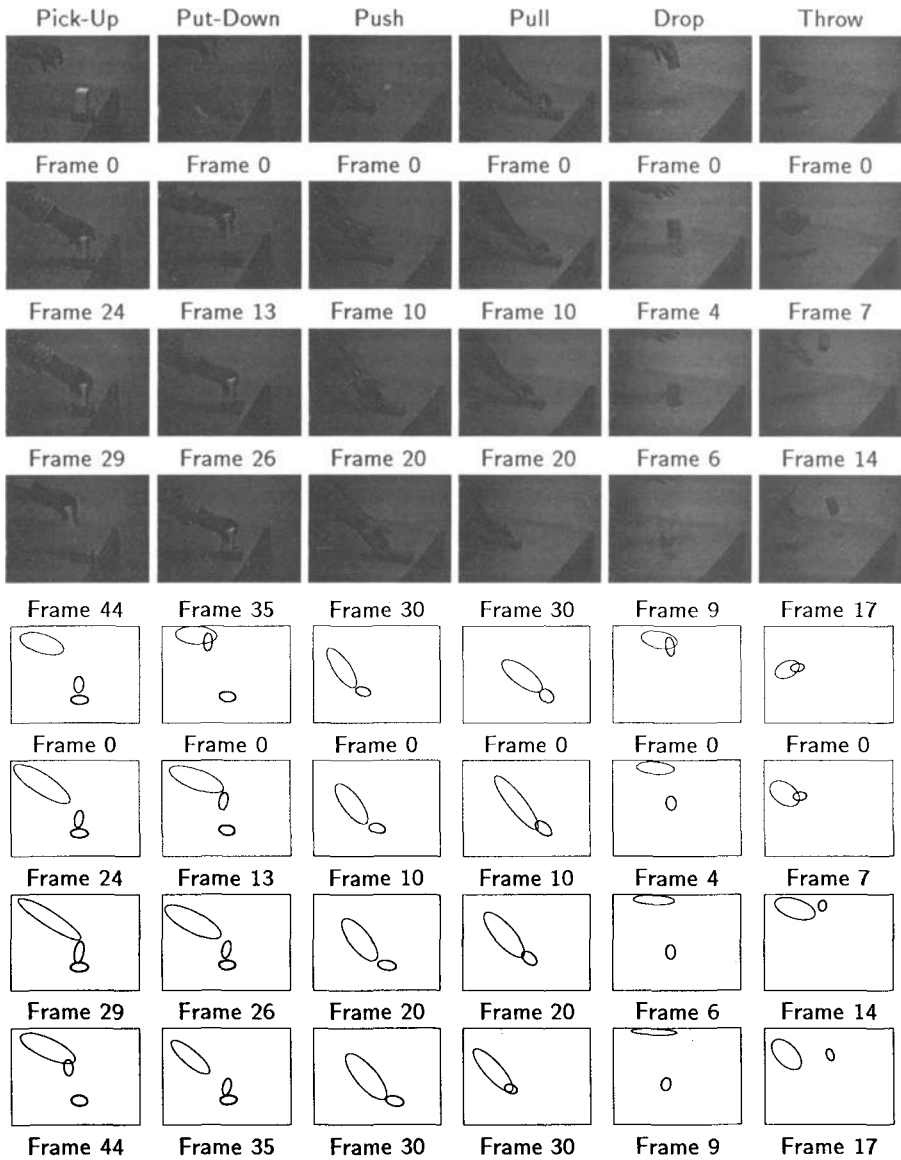 Pick-Up Put-Down Push Pull Drop Throw
Frame 0 Frame 0 Frame 0 Frame 0 Frame 0 Frame 0
Frame 24 Frame 13 Frame 10 Frame 10 Frame 4 Frame 7
Frame 29 Frame 26 Frame 20 Frame 20 Frame 6 Frame 14
Frame 44 Frame 35 Frame 30 Frame 30 Frame 9 Frame 17
Frame 0 Frame 0 Frame 0 Frame 0 Frame 0 Frame 0
Frame 24 Frame 13 Frame 10 Frame 10 Frame 4 Frame 7
Frame 29 Frame 26 Frame 20 Frame 20 Frame 6 Frame 14
Frame 44 Frame 35 Frame 30 Frame 30 Frame 9 Frame 17